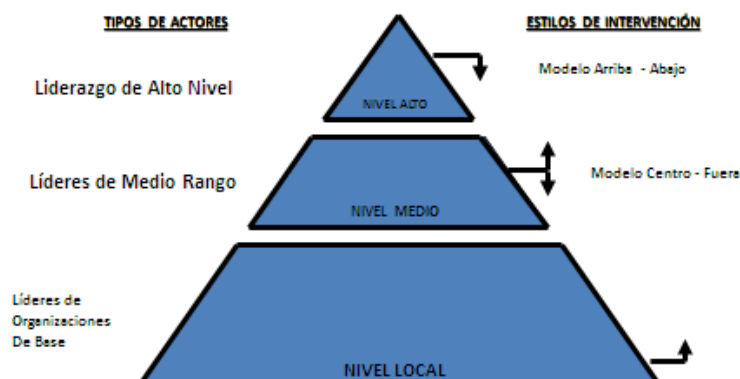 TIPOS DE ACTORES
ESTILOS DE INTERVENCIÓN
Liderazgo de Alto Nivel
Modelo Arriba - Abajo
NIVEL ALTO
Líderes de Medio Rango
Modelo Centro - Fuera
NIVEL MEDIO
Líderes de
Organizaciones
De Base
NIVEL LOCAL